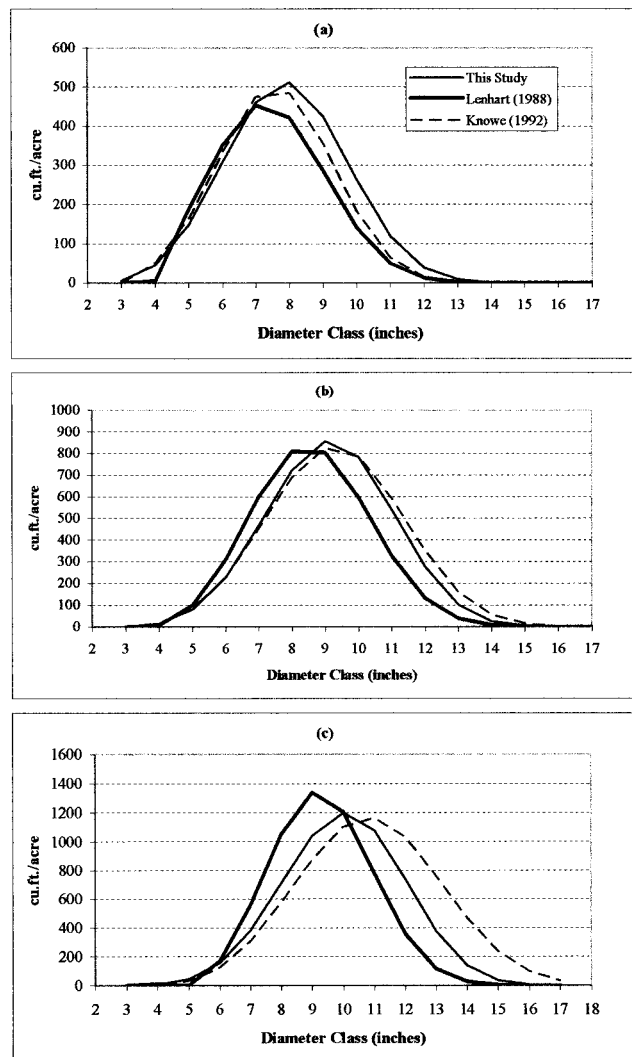 (a)
600
500
400
300
200
100
0
cu.ft./acre
This Study
Lenhart (1988)
Knowe (1992)
2 3 4 5 6 7 8 9 10 11 12 13 14 15 16 17
Diameter Class (inches)
(b)
1000
900
800
700
600
500
400
300
200
100
0
cu.ft./acre
2 3 4 5 6 7 8 9 10 11 12 13 14 15 16 17
Diameter Class (inches)
(c)
1600
1400
1200
1000
800
600
400
200
0
cu.ft./acre
2 3 4 5 6 7 8 9 10 11 12 13 14 15 16 17 18
Diameter Class (inches)